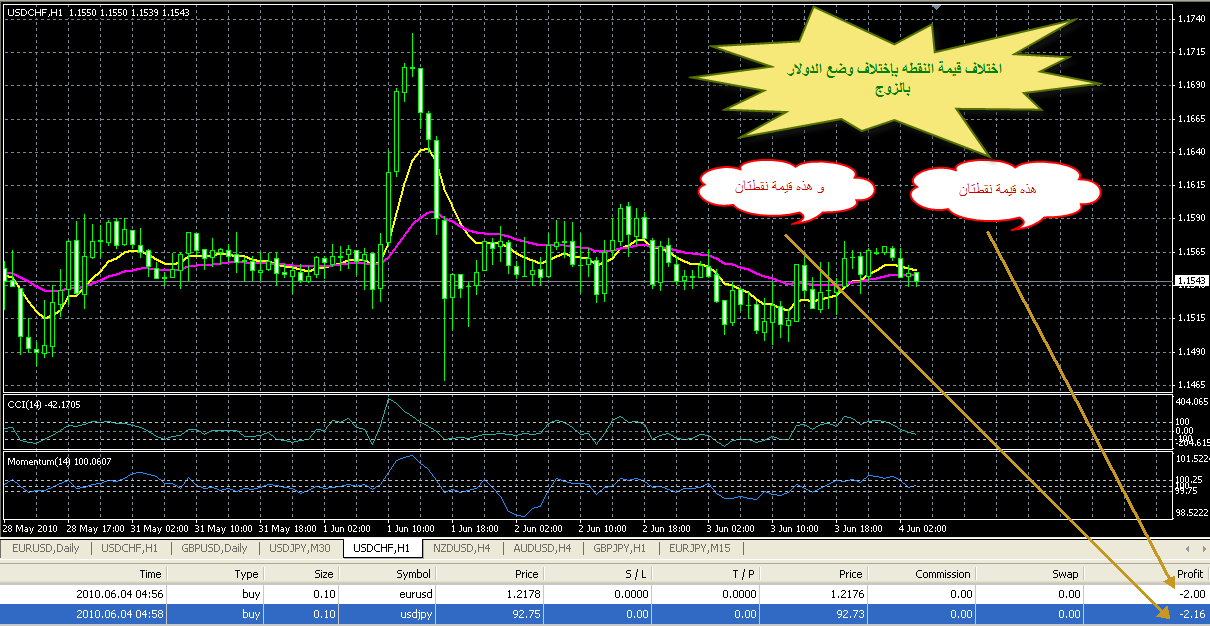 USDCHF,H1 1.1550 1.1550 1.1539 1.1543
اختلاف قيمة النقطه بإختلاف وضع الدولار
بالزوج
هذه قيمة نقطتان
و هذه قيمة نقطتان
1.1740
1.1715
1.1690
1.1665
1.1640
1.1615
1.1590
1.1565
1.1543
1.1515
1.1490
1.1465
CCI(14) -42.1705
404.065
100
0.00
-100
-204.615
Momentum(14) 100.0607
101.5224
100.25
99.75
98.5222
28 May 2010 28 May 17:00 31 May 02:00 31 May 10:00 31 May 18:00 1 Jun 02:00 1 Jun 10:00 1 Jun 18:00 2 Jun 02:00 2 Jun 10:00 2 Jun 18:00 3 Jun 02:00 3 Jun 10:00 3 Jun 18:00 4 Jun 02:00
EURUSD,Daily USDCHF,H1 GBPUSD,Daily USDJPY,M30 USDCHF,H1 NZDUSD,H4 AUDUSD,H4 GBPJPY,H1 EURJPY,M15
Time Type Size Symbol Price S / L T / P Price Commission Swap Profit
2010.06.04 04:56 buy 0.10 eurusd 1.2178 0.0000 0.0000 1.2176 0.00 0.00 -2.00
2010.06.04 04:58 buy 0.10 usdjpy 92.75 0.00 0.00 92.73 0.00 0.00 -2.16